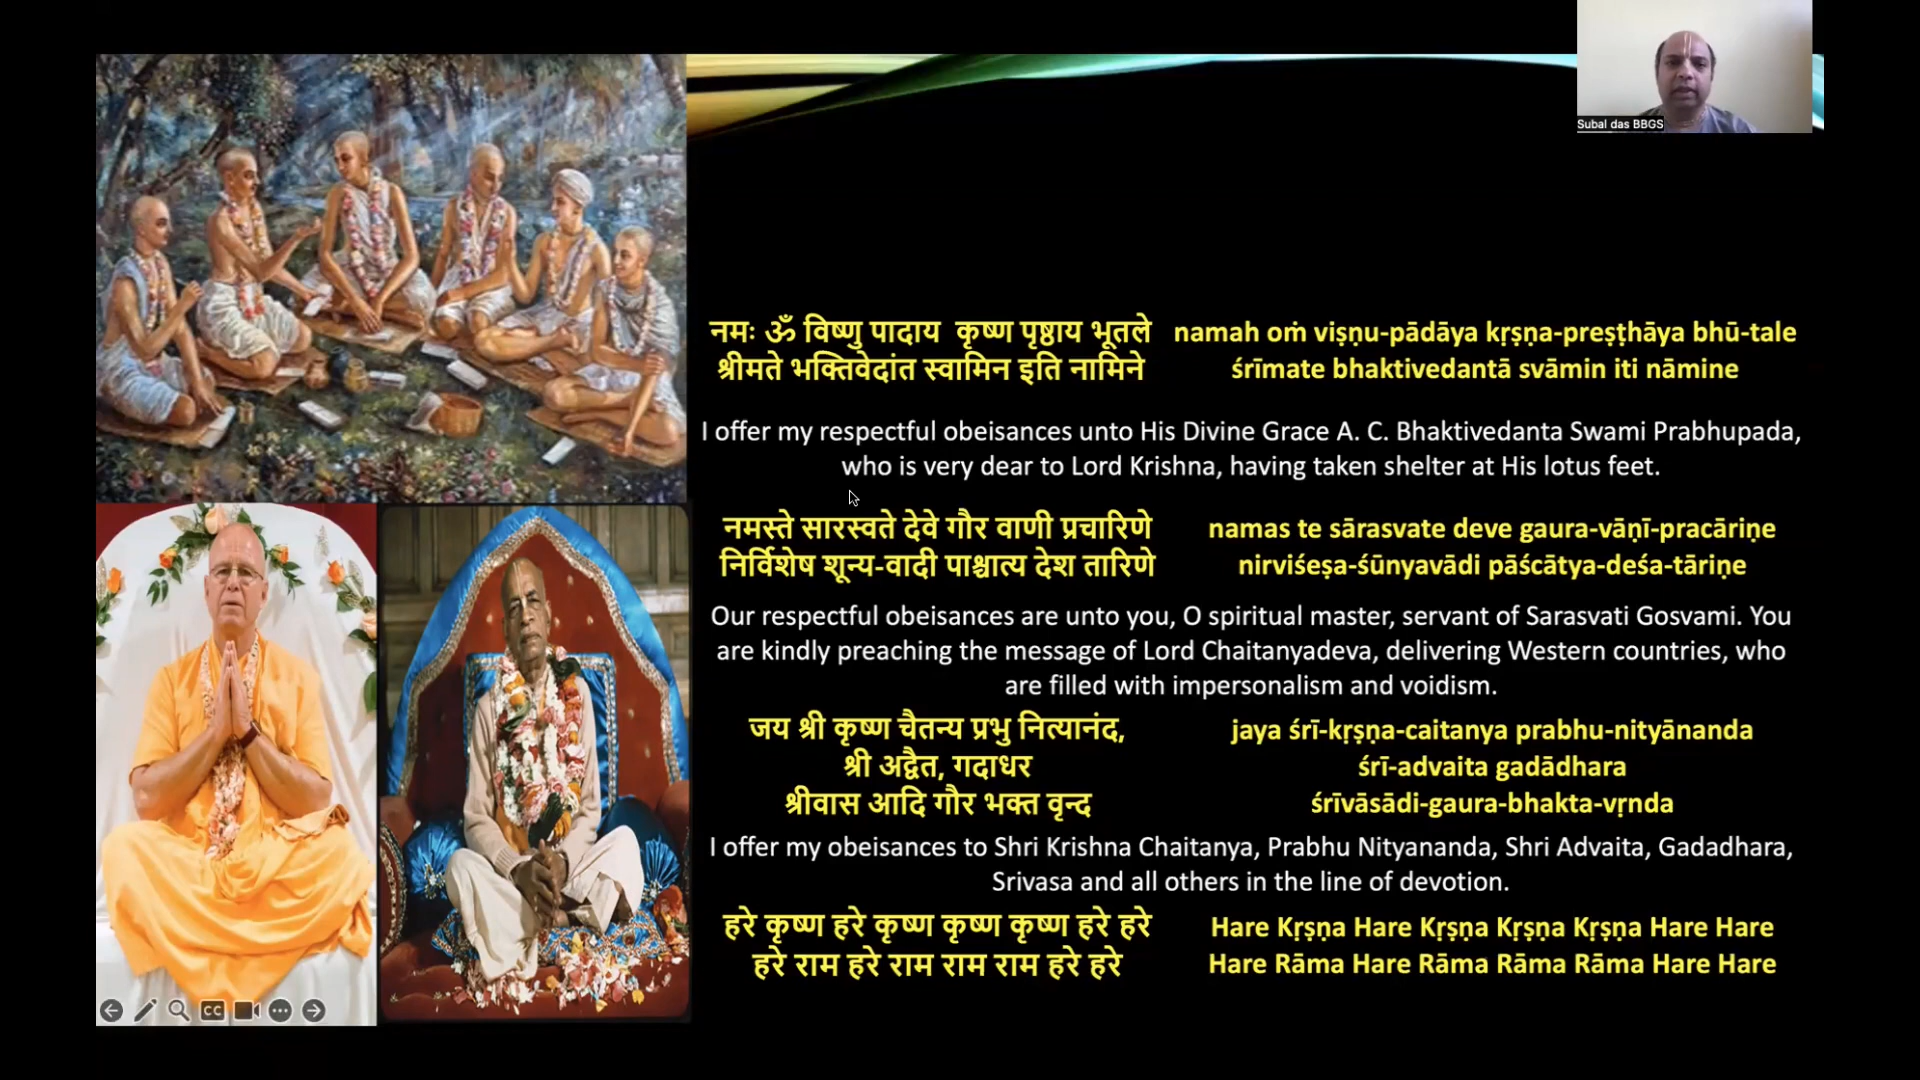 Subal das BBGS
नमः ॐ विष्णु पादाय कृष्ण पृष्ठाय भूतले
श्रीमते भक्तिवेदांत स्वामिन इति नामिने
namah oṁ viṣṇu-pādāya kṛṣṇa-preṣṭhāya bhū-tale
śrīmate bhaktivedantā svāmin iti nāmine
I offer my respectful obeisances unto His Divine Grace A. C. Bhaktivedanta Swami Prabhupada,
who is very dear to Lord Krishna, having taken shelter at His lotus feet.
नमस्ते सारस्वते देवे गौर वाणी प्रचारिणे
निर्विशेष शून्य-वादी पाश्चात्य देश तारिणे
namas te sārasvate deve gaura-vāṇī-pracāriṇe
nirviśeṣa-śūnyavādi pāścātya-deśa-tāriṇe
Our respectful obeisances are unto you, O spiritual master, servant of Sarasvati Gosvami. You
are kindly preaching the message of Lord Chaitanyadeva, delivering Western countries, who
are filled with impersonalism and voidism.
जय श्री कृष्ण चैतन्य प्रभु नित्यानंद,
श्री अद्वैत, गदाधर
श्रीवास आदि गौर भक्त वृन्द
jaya śrī-kṛṣṇa-caitanya prabhu-nityānanda
śrī-advaita gadādhara
śrīvāsādi-gaura-bhakta-vṛnda
I offer my obeisances to Shri Krishna Chaitanya, Prabhu Nityananda, Shri Advaita, Gadadhara,
Srivasa and all others in the line of devotion.
हरे कृष्ण हरे कृष्ण कृष्ण कृष्ण हरे हरे
हरे राम हरे राम राम राम हरे हरे
Hare Kṛṣṇa Hare Kṛṣṇa Kṛṣṇa Kṛṣṇa Hare Hare
Hare Rāma Hare Rāma Rāma Rāma Hare Hare
CC